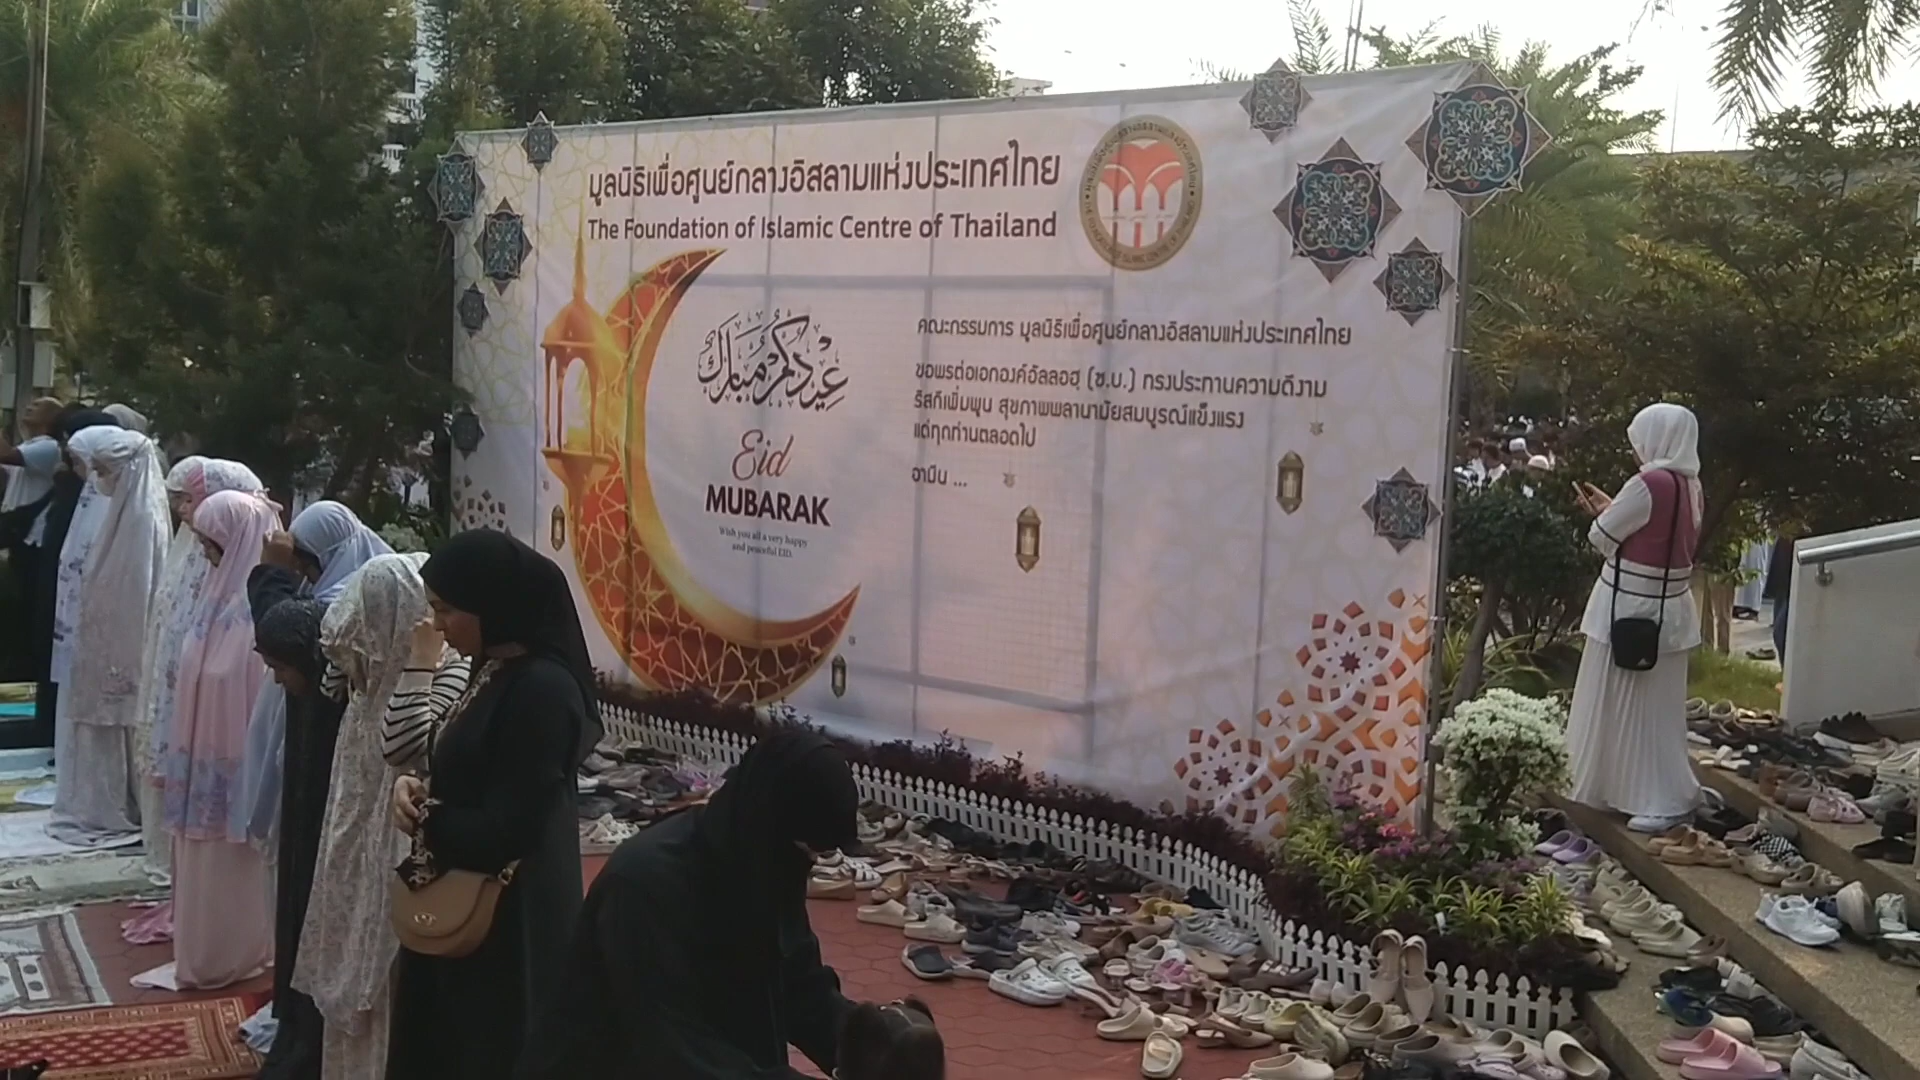 มูลนิธิเพื่อศูนย์กลางอิสลามแห่งประเทศไทย
The Foundation of Islamic Centre of Thailand
عيدكم مبارك
Eid
MUBARAK
Wish you all a very happy
and peaceful EID.
คณะกรรมการ มูลนิธิเพื่อศูนย์กลางอิสลามแห่งประเทศไทย
ขอพรต่อเอกองค์อัลลอฮฺ (ซ.บ.) ทรงประทานความดีงาม
ริสกีเพิ่มพูน สุขภาพพลานามัยสมบูรณ์แข็งแรง
แด่ทุกท่านตลอดไป
อามีน ...